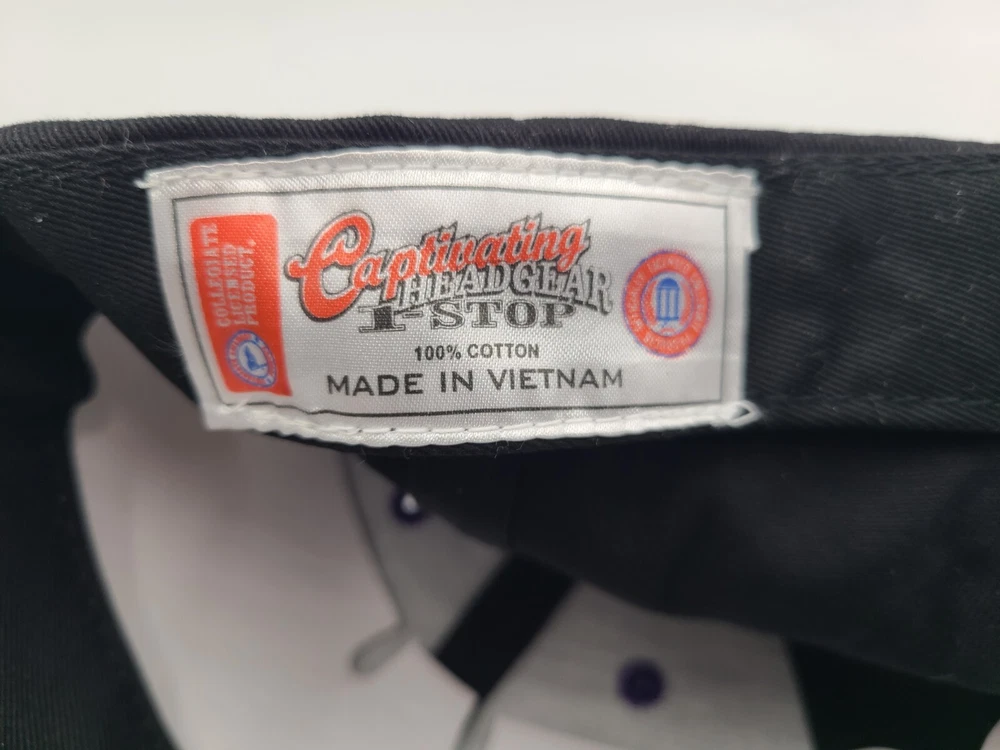 COLLEGIATE
LICENSED
PRODUCT.
Captivating
HEADGEAR
1-STOP
100% COTTON
MADE IN VIETNAM